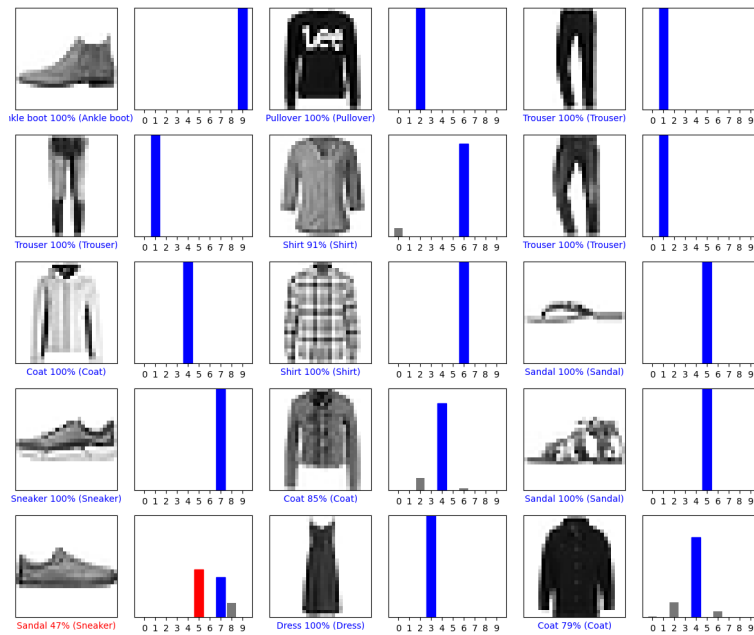 Lee
0 1 2 3 4 5 6 7 8 9 0 1 2 3 4 5 6 7 8 9 0 1 2 3 4 5 6 7 8 9
kle boot 100% (Ankle boot) Pullover 100% (Pullover) Trouser 100% (Trouser)
0 1 2 3 4 5 6 7 8 9 0 1 2 3 4 5 6 7 8 9 0 1 2 3 4 5 6 7 8 9
Trouser 100% (Trouser) Shirt 91% (Shirt) Trouser 100% (Trouser)
0 1 2 3 4 5 6 7 8 9 0 1 2 3 4 5 6 7 8 9 0 1 2 3 4 5 6 7 8 9
Coat 100% (Coat) Shirt 100% (Shirt) Sandal 100% (Sandal)
0 1 2 3 4 5 6 7 8 9 0 1 2 3 4 5 6 7 8 9 0 1 2 3 4 5 6 7 8 9
Sneaker 100% (Sneaker) Coat 85% (Coat) Sandal 100% (Sandal)
0 1 2 3 4 5 6 7 8 9 0 1 2 3 4 5 6 7 8 9 0 1 2 3 4 5 6 7 8 9
Sandal 47% (Sneaker) Dress 100% (Dress) Coat 79% (Coat)